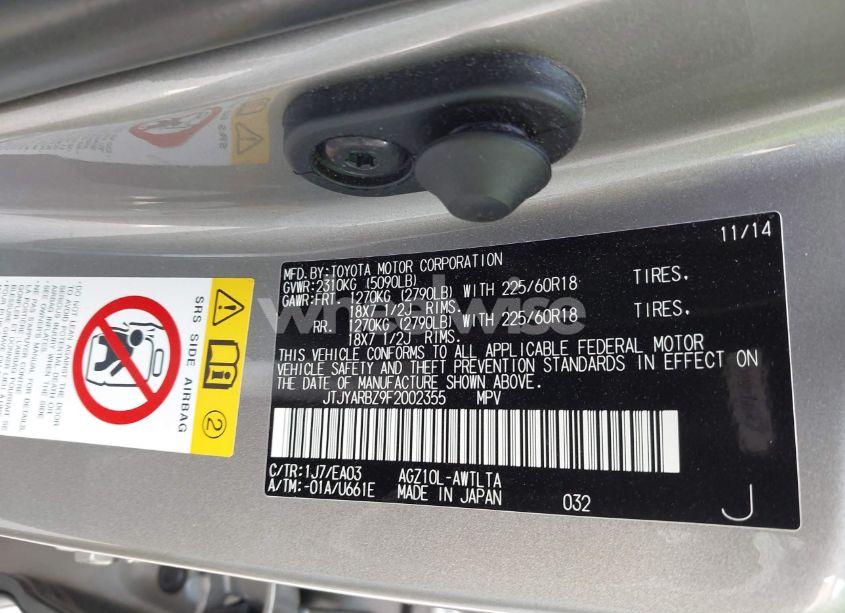 11/14
MFD. BY: TOYOTA MOTOR CORPORATION
GVWR: 2310KG (5090LB)
GAWR: FRT. 1270KG (2790LB) WITH 225/60R18 TIRES.
18X7 1/2J RIMS.
RR. 1270KG (2790LB) WITH 225/60R18 TIRES.
18X7 1/2J RIMS.
THIS VEHICLE CONFORMS TO ALL APPLICABLE FEDERAL MOTOR
VEHICLE SAFETY AND THEFT PREVENTION STANDARDS IN EFFECT ON
THE DATE OF MANUFACTURE SHOWN ABOVE.
JTJYARBZ9F2002355 MPV
C/TR: 1J7/EA03 AGZ10L-AWTLTA
A/TM: -01A/U661E MADE IN JAPAN 032 J
SRS SIDE AIRBAG
2
wheelwise